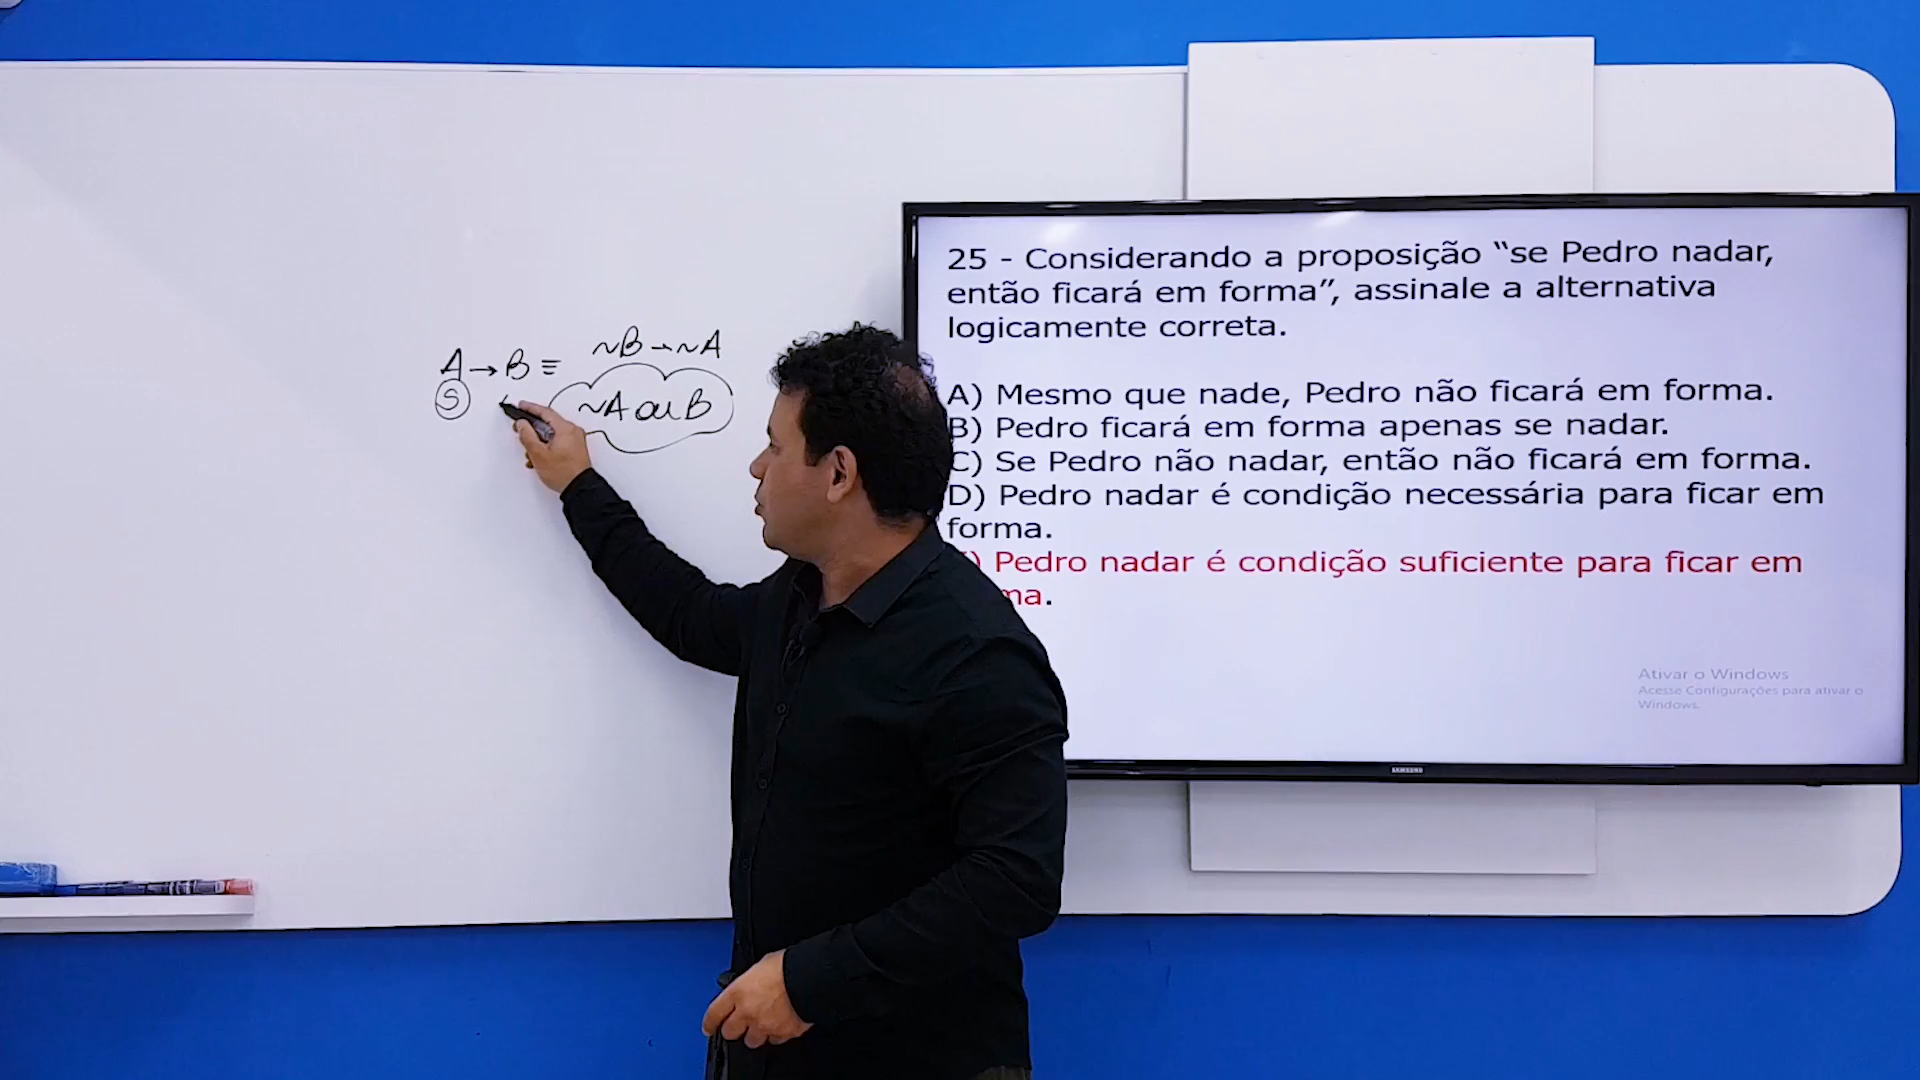 ~B→~A
A→B≡
S
~A ou B
25 - Considerando a proposição “se Pedro nadar,
então ficará em forma”, assinale a alternativa
logicamente correta.
A) Mesmo que nade, Pedro não ficará em forma.
B) Pedro ficará em forma apenas se nadar.
C) Se Pedro não nadar, então não ficará em forma.
D) Pedro nadar é condição necessária para ficar em
forma.
) Pedro nadar é condição suficiente para ficar em
ma.
Ativar o Windows
Acesse Configurações para ativar o
Windows.
SAMSUNG